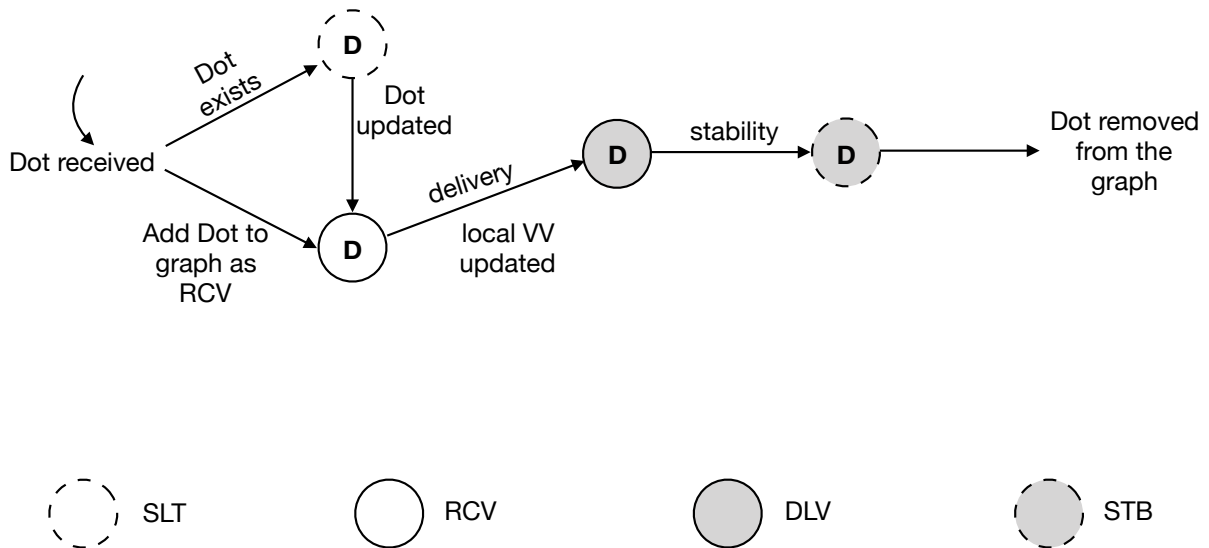 D
Dot
exists
Dot
updated
Dot received
Add Dot to
graph as
RCV
D
delivery
local VV
updated
D
stability
D
Dot removed
from the
graph
SLT
RCV
DLV
STB